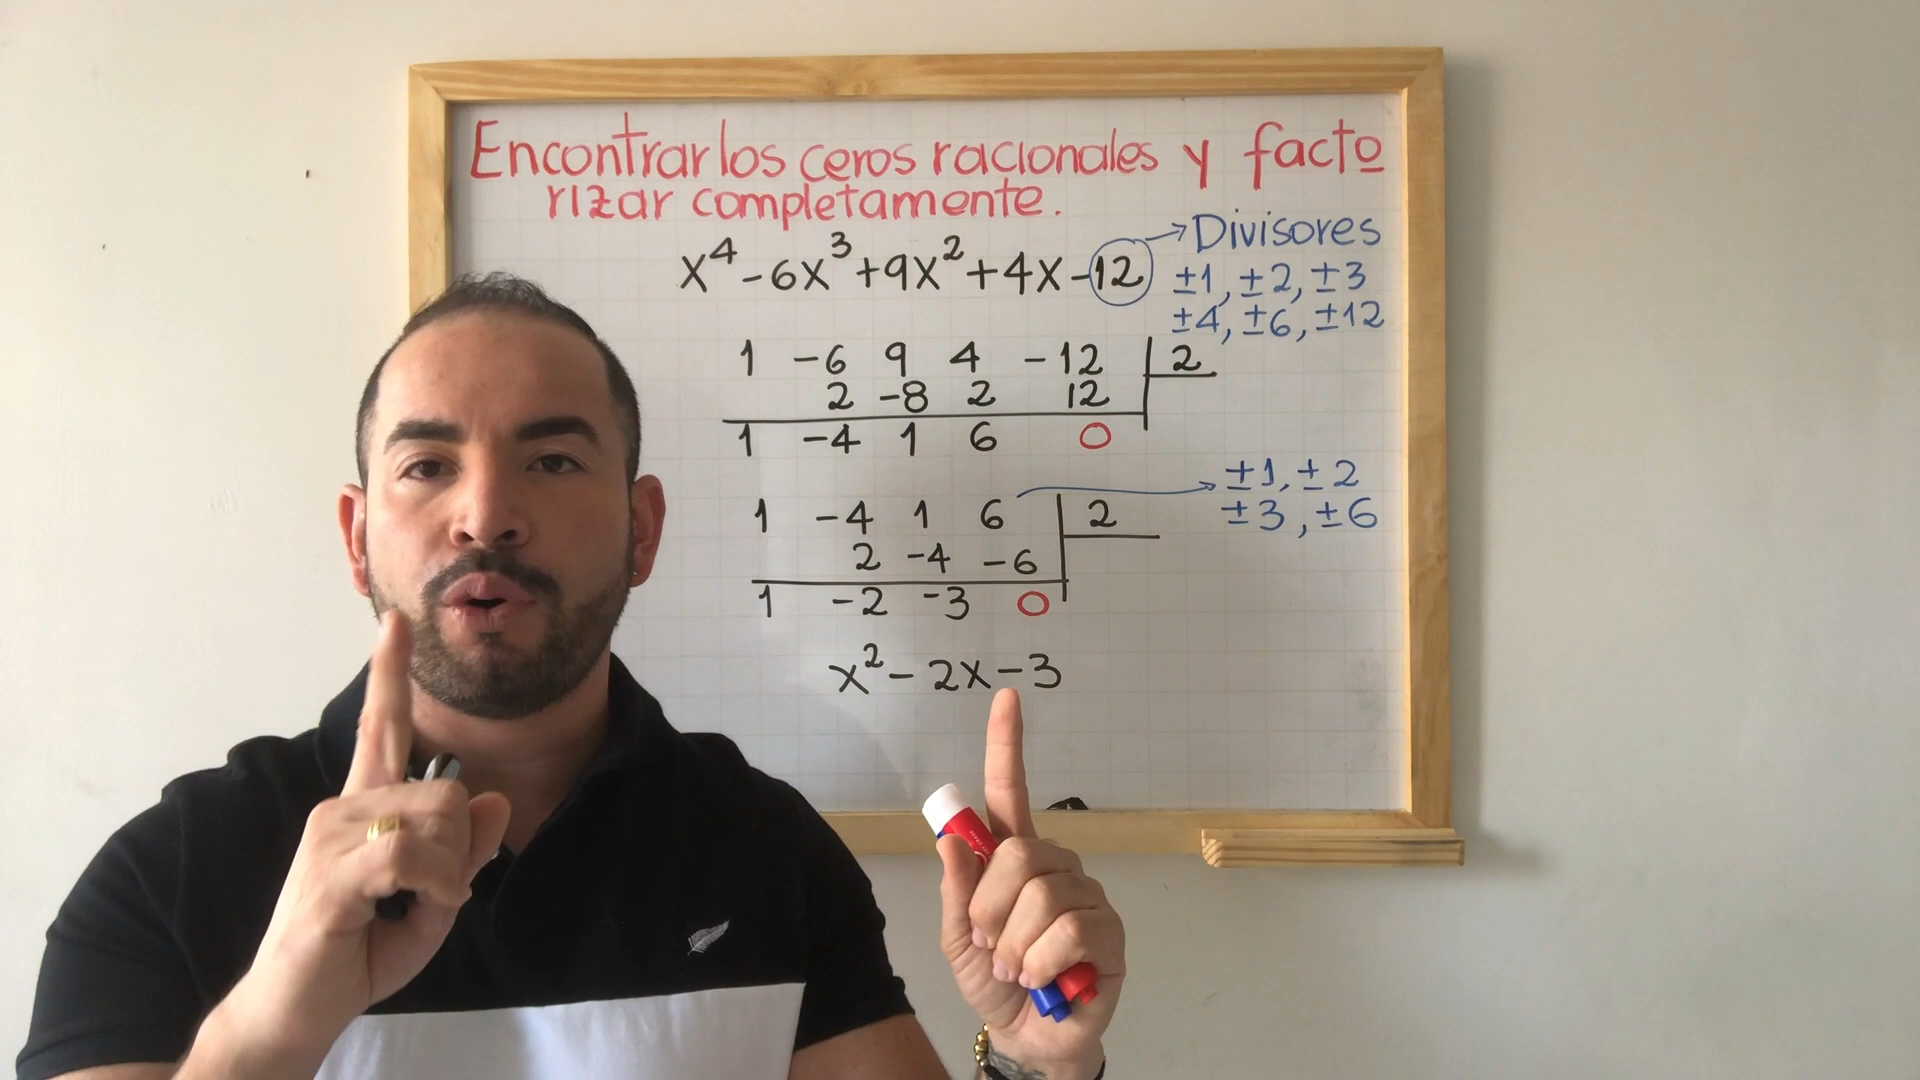 Encontrar los ceros racionales y facto
rizar completamente.
x⁴-6x³+9x²+4x-12 → Divisores
±1, ±2, ±3
±4, ±6, ±12
1 -6 9 4 -12 | 2
2 -8 2 12
1 -4 1 6 0
1 -4 1 6 | 2 → ±1, ±2
±3, ±6
2 -4 -6
1 -2 -3 0
x²-2x-3